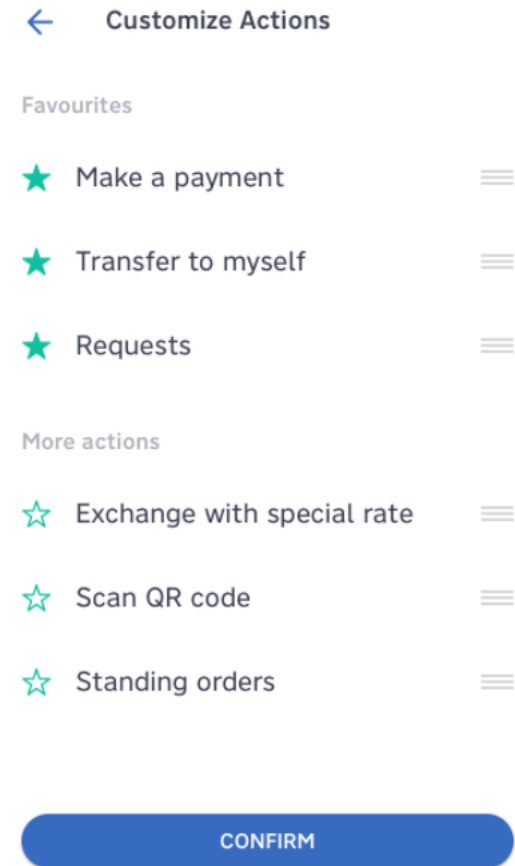 Customize Actions
Favourites
Make a payment
Transfer to myself
Requests
More actions
Exchange with special rate
Scan QR code
Standing orders
CONFIRM